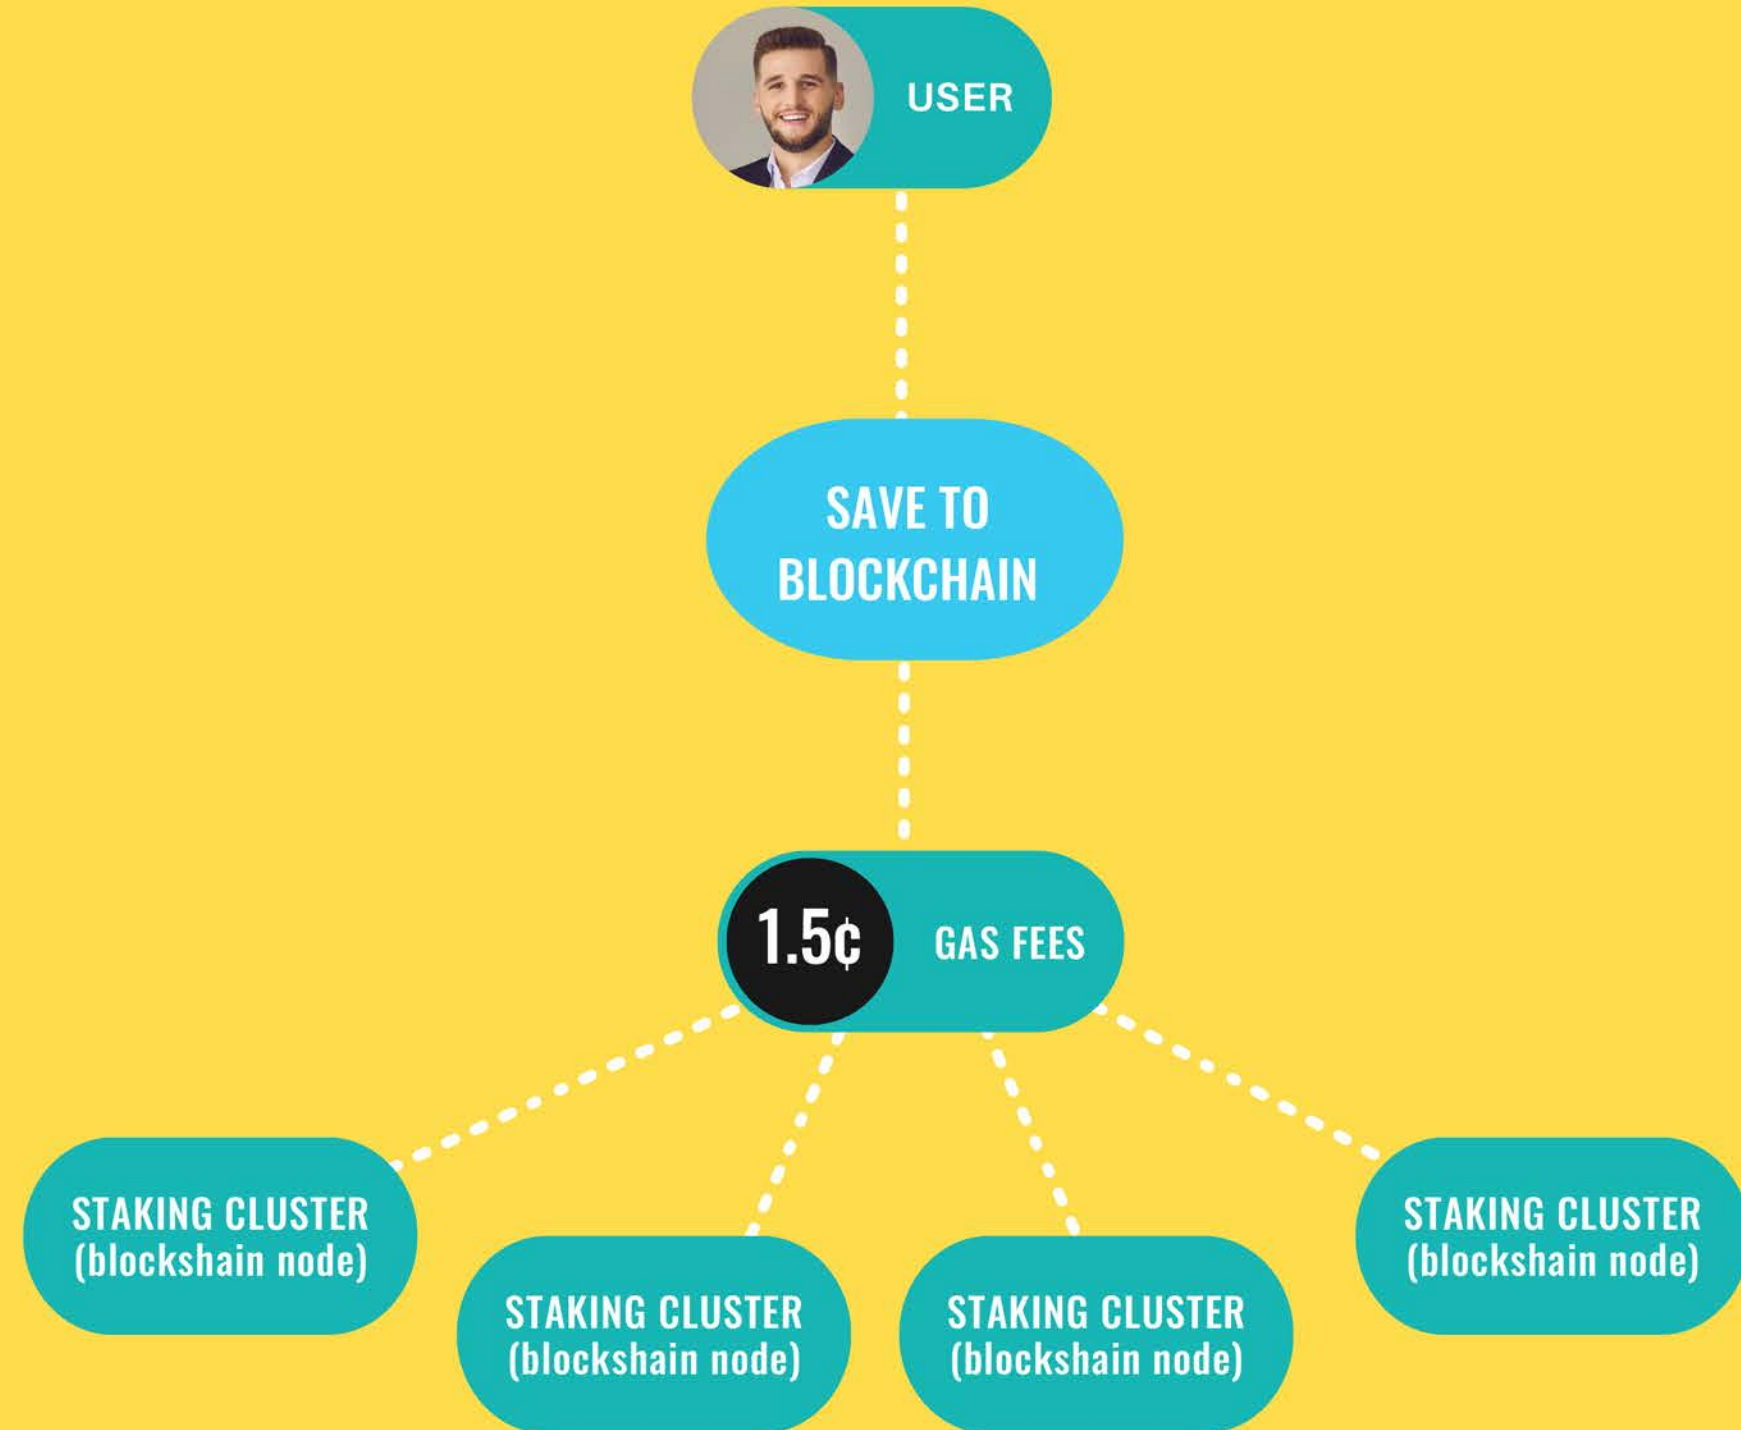 USER
SAVE TO
BLOCKCHAIN
1.5¢
GAS FEES
STAKING CLUSTER
(blockshain node)
STAKING CLUSTER
(blockshain node)
STAKING CLUSTER
(blockshain node)
STAKING CLUSTER
(blockshain node)